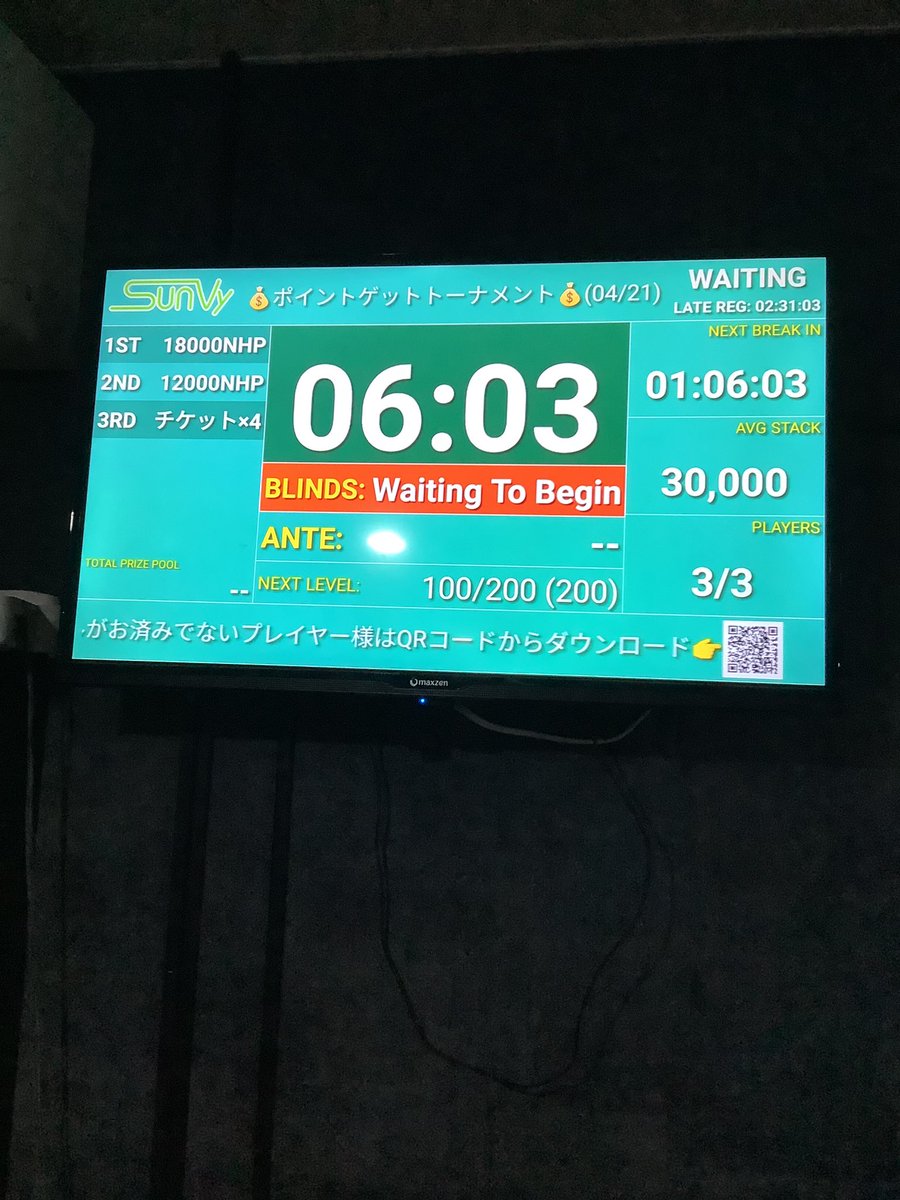 SunVy
💰ポイントゲットトーナメント💰(04/21)
WAITING
LATE REG: 02:31:03
1ST 18000NHP
2ND 12000NHP
3RD チケット×4
TOTAL PRIZE POOL
--
06:03
BLINDS: Waiting To Begin
ANTE: --
NEXT LEVEL: 100/200 (200)
NEXT BREAK IN
01:06:03
AVG STACK
30,000
PLAYERS
3/3
がお済みでないプレイヤー様はQRコードからダウンロード👉
maxzen